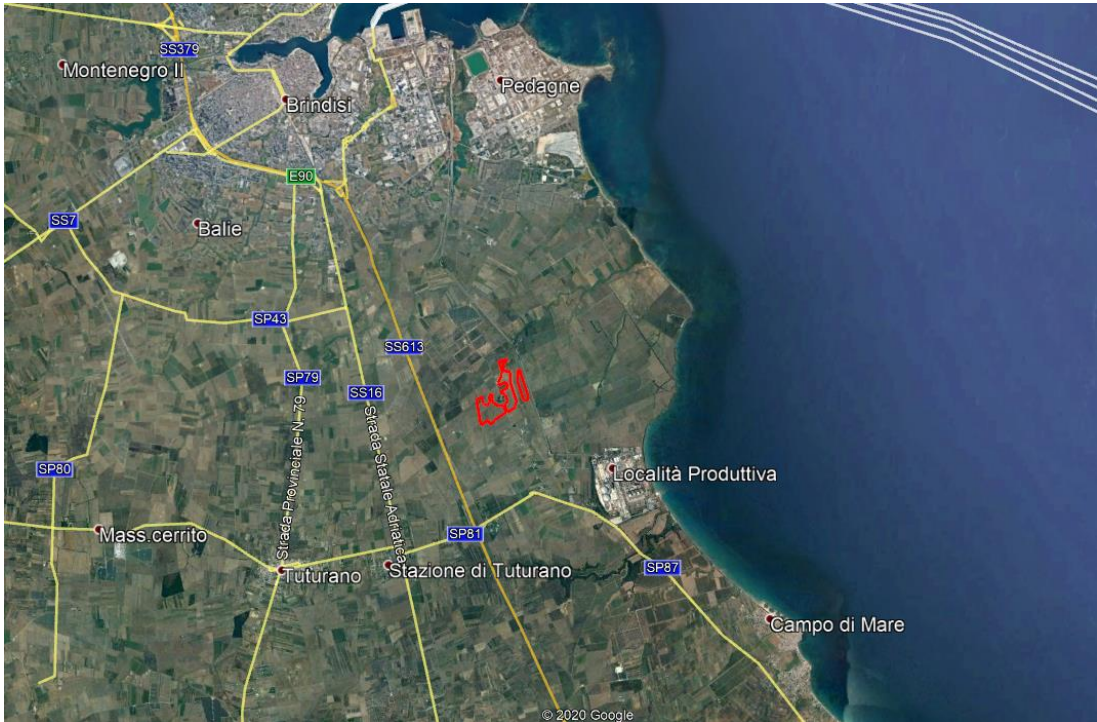 SS379
Montenegro II
Pedagne
Brindisi
E90
SS7
Balie
SP43
SS613
SP79
SS16
Strada Provinciale N. 79
Strada Statale Adriatica
SP80
Località Produttiva
Mass.cerrito
SP81
Tuturano
Stazione di Tuturano
SP87
Campo di Mare
© 2020 Google